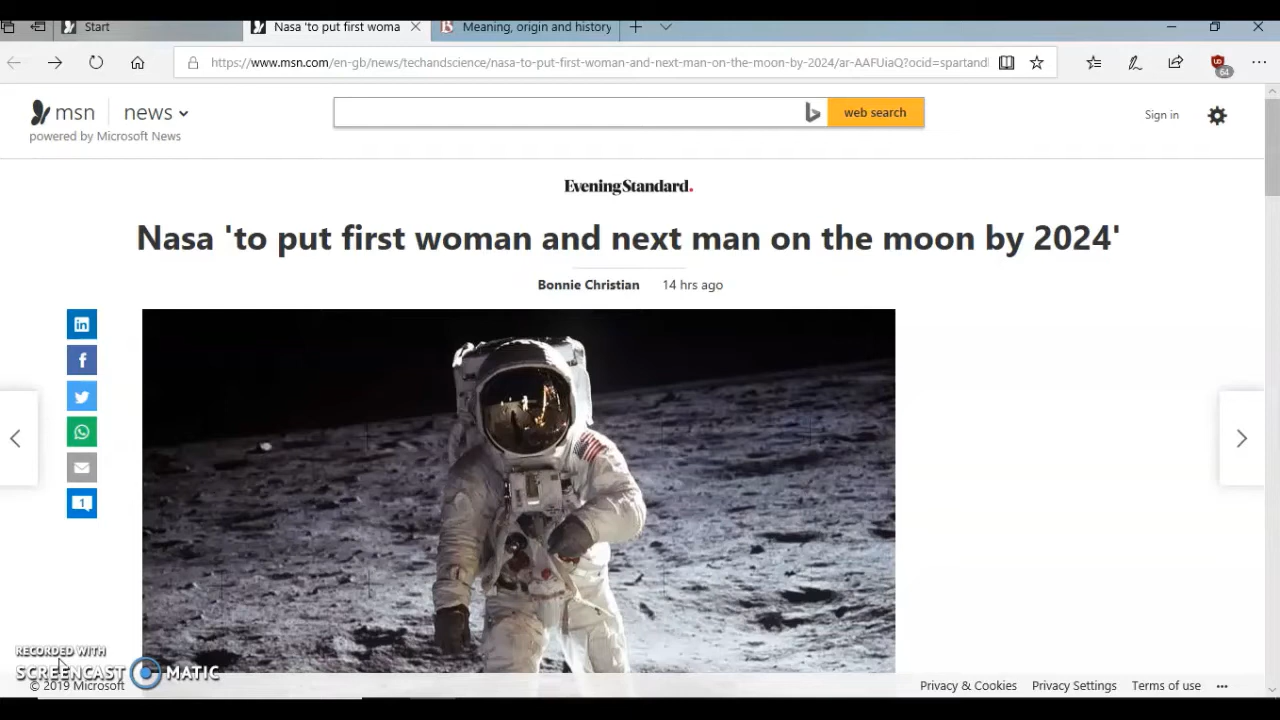 Start
Nasa 'to put first woma
Meaning, origin and history
https://www.msn.com/en-gb/news/techandscience/nasa-to-put-first-woman-and-next-man-on-the-moon-by-2024/ar-AAFUiaQ?ocid=spartandl
64
msn
news
powered by Microsoft News
web search
Sign in
Evening Standard.
Nasa 'to put first woman and next man on the moon by 2024'
Bonnie Christian 14 hrs ago
in
f
1
RECORDED WITH
SCREENCAST MATIC
© 2019 Microsoft
Privacy & Cookies Privacy Settings Terms of use ...